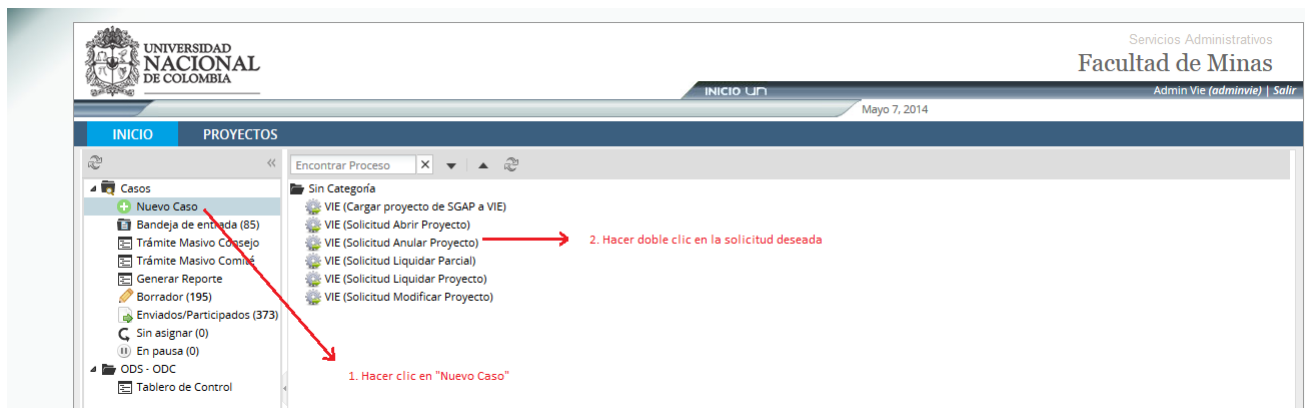 UNIVERSIDAD
NACIONAL
DE COLOMBIA
Servicios Administrativos
Facultad de Minas
INICIO UN
Admin Vie (adminvie) | Salir
Mayo 7, 2014
INICIO PROYECTOS
Encontrar Proceso
Casos
Nuevo Caso
Bandeja de entrada (85)
Trámite Masivo Consejo
Trámite Masivo Comité
Generar Reporte
Borrador (195)
Enviados/Participados (373)
Sin asignar (0)
En pausa (0)
ODS - ODC
Tablero de Control
Sin Categoría
VIE (Cargar proyecto de SGAP a VIE)
VIE (Solicitud Abrir Proyecto)
VIE (Solicitud Anular Proyecto)
VIE (Solicitud Liquidar Parcial)
VIE (Solicitud Liquidar Proyecto)
VIE (Solicitud Modificar Proyecto)
2. Hacer doble clic en la solicitud deseada
1. Hacer clic en "Nuevo Caso"